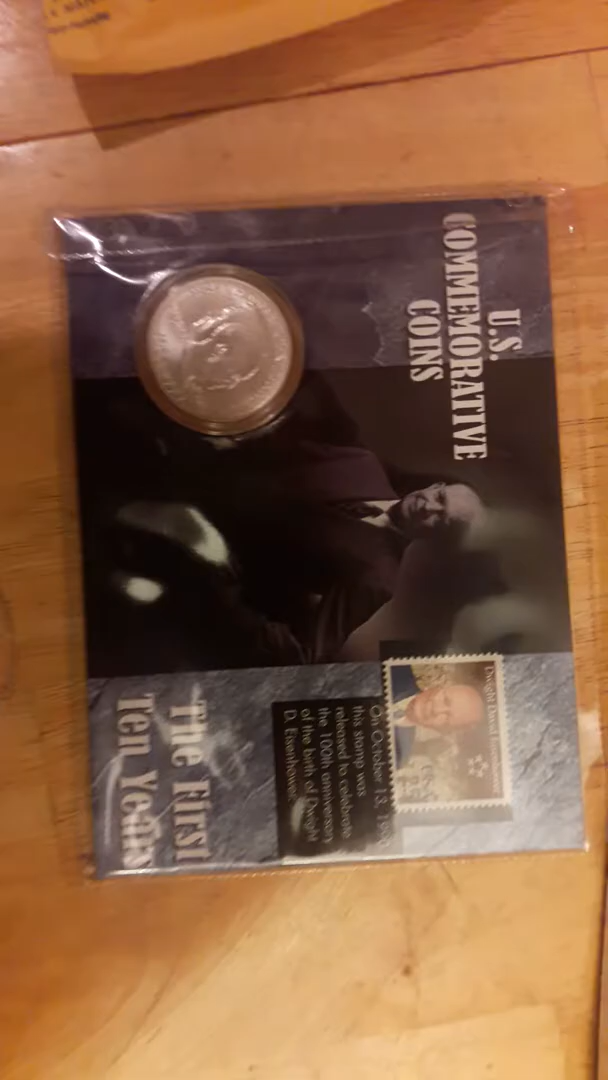 U.S.
COMMEMORATIVE
COINS
Dwight David Eisenhower
On October 13,
this stamp was
released to celebrate
the 100th anniversary
of the birth of Dwight
D. Eisenhower.
The First
Ten Years